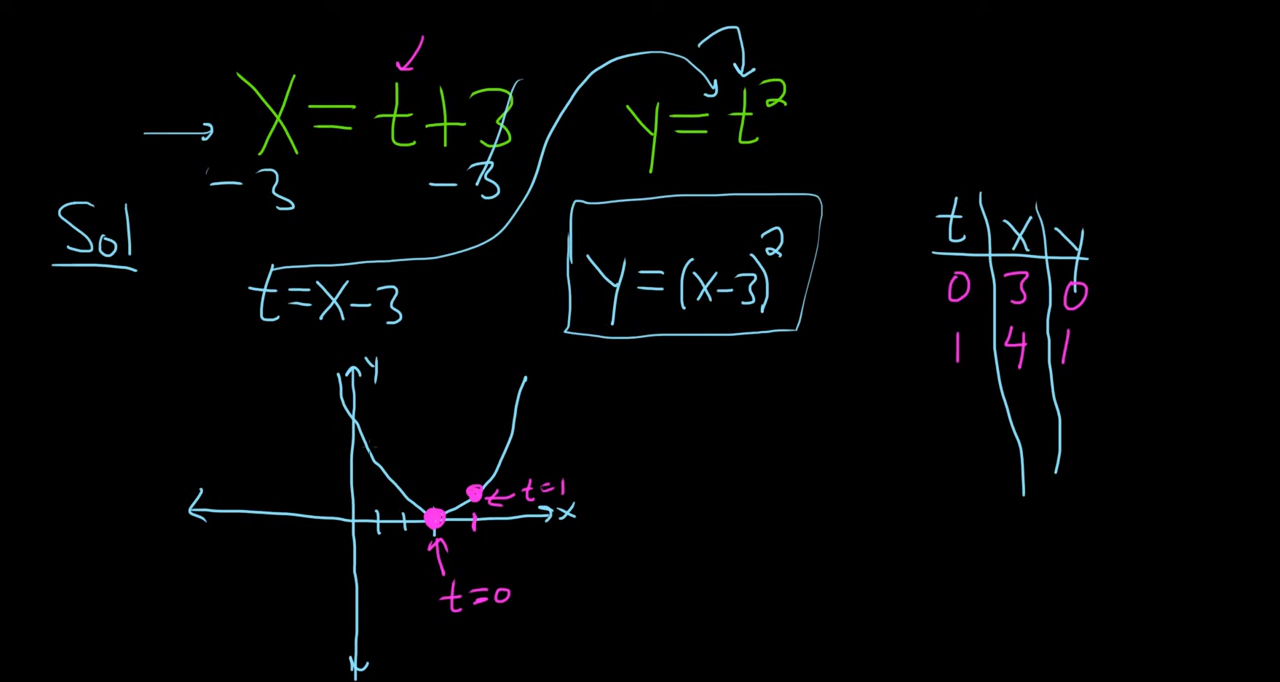 x = t + 3
y = t²
- 3 - 3
Sol
t = x - 3
y = (x - 3)²
t x y
0 3 0
1 4 1
y
t = 1
x
t = 0